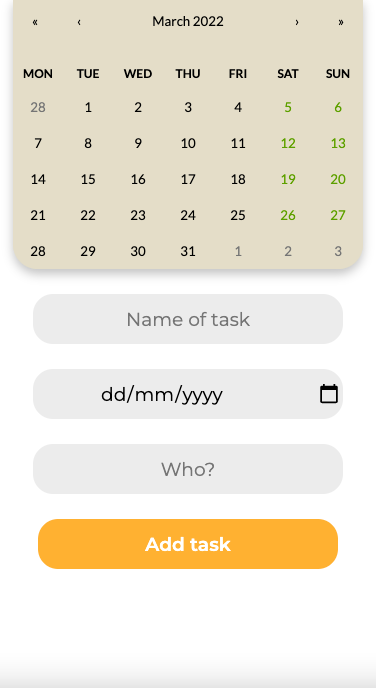 « ‹ March 2022 › »
MON TUE WED THU FRI SAT SUN
28 1 2 3 4 5 6
7 8 9 10 11 12 13
14 15 16 17 18 19 20
21 22 23 24 25 26 27
28 29 30 31 1 2 3
Name of task
dd/mm/yyyy
Who?
Add task